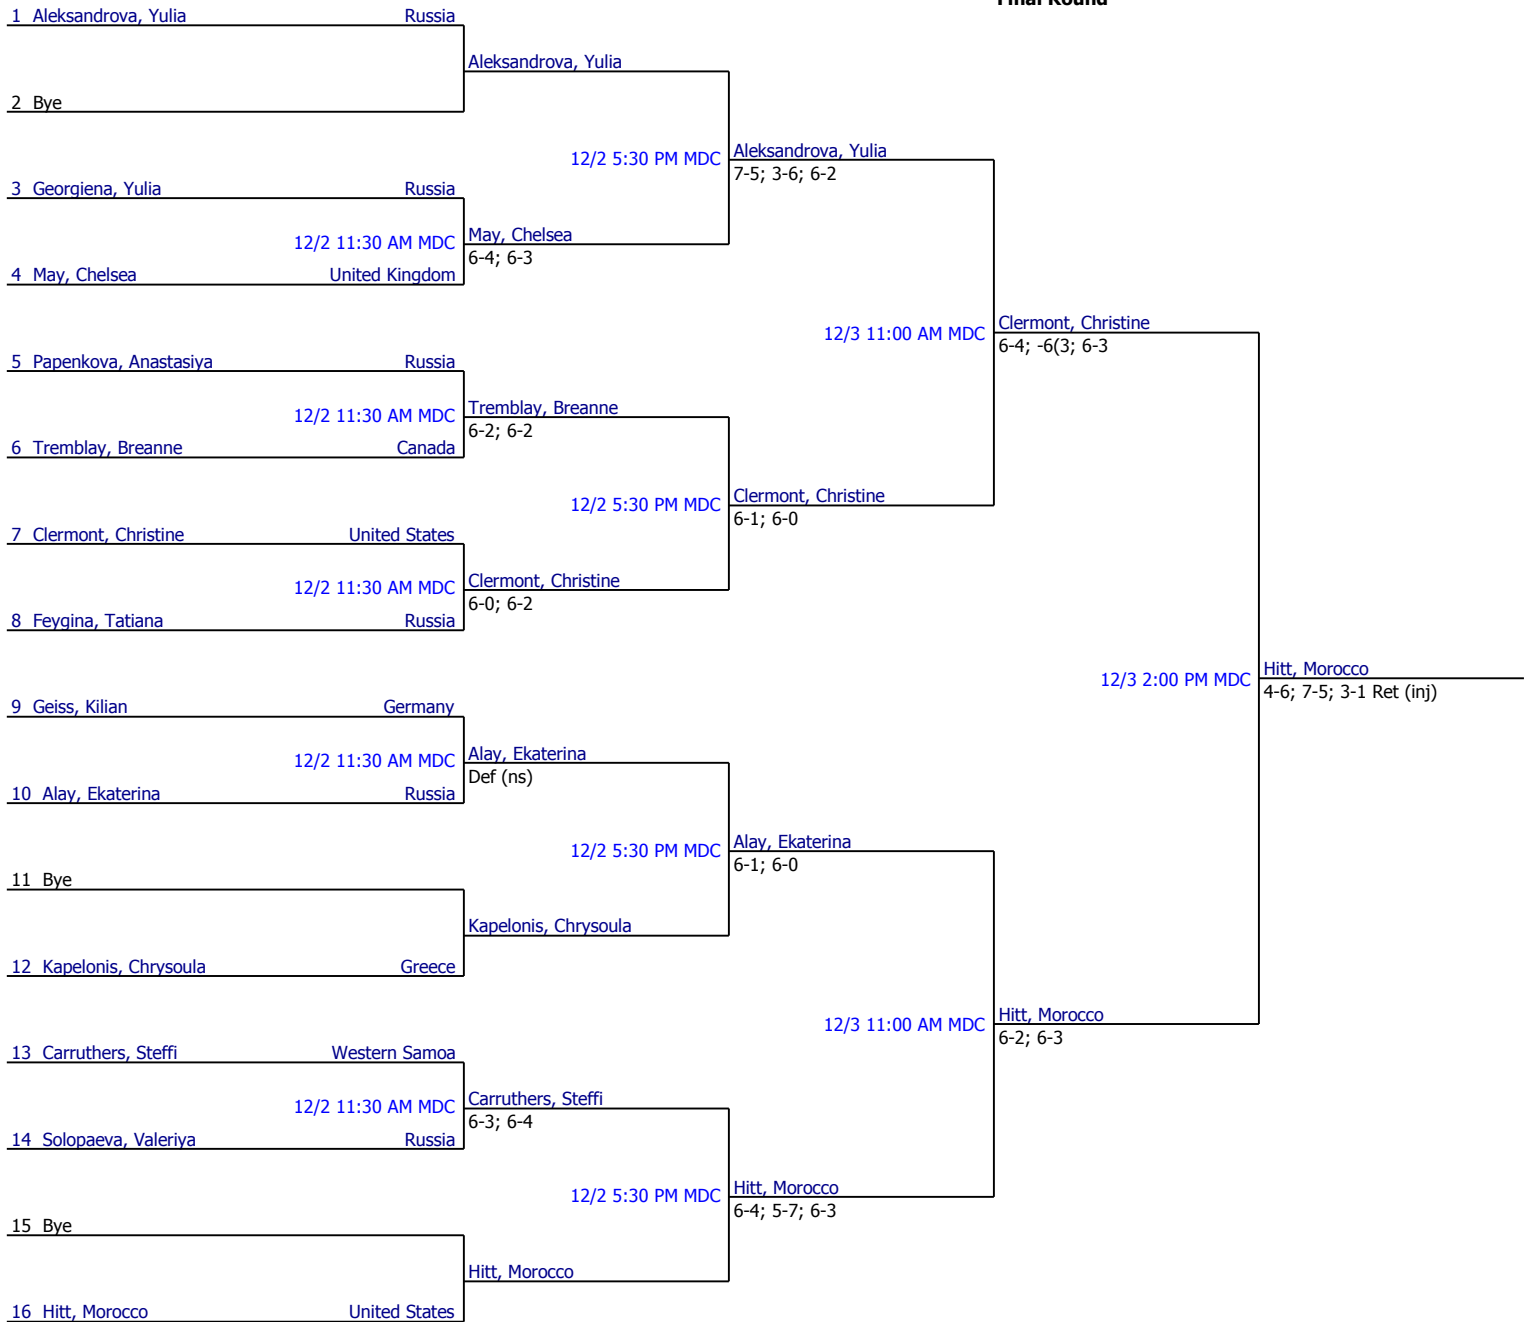 Final Round
1 Aleksandrova, Yulia Russia
Aleksandrova, Yulia
2 Bye
12/2 5:30 PM MDC Aleksandrova, Yulia
7-5; 3-6; 6-2
3 Georgiena, Yulia Russia
12/2 11:30 AM MDC May, Chelsea
6-4; 6-3
4 May, Chelsea United Kingdom
12/3 11:00 AM MDC Clermont, Christine
6-4; -6(3; 6-3
5 Papenkova, Anastasiya Russia
12/2 11:30 AM MDC Tremblay, Breanne
6-2; 6-2
6 Tremblay, Breanne Canada
12/2 5:30 PM MDC Clermont, Christine
6-1; 6-0
7 Clermont, Christine United States
12/2 11:30 AM MDC Clermont, Christine
6-0; 6-2
8 Feygina, Tatiana Russia
12/3 2:00 PM MDC Hitt, Morocco
4-6; 7-5; 3-1 Ret (inj)
9 Geiss, Kilian Germany
12/2 11:30 AM MDC Alay, Ekaterina
Def (ns)
10 Alay, Ekaterina Russia
12/2 5:30 PM MDC Alay, Ekaterina
6-1; 6-0
11 Bye
Kapelonis, Chrysoula
12 Kapelonis, Chrysoula Greece
12/3 11:00 AM MDC Hitt, Morocco
6-2; 6-3
13 Carruthers, Steffi Western Samoa
12/2 11:30 AM MDC Carruthers, Steffi
6-3; 6-4
14 Solopaeva, Valeriya Russia
12/2 5:30 PM MDC Hitt, Morocco
6-4; 5-7; 6-3
15 Bye
Hitt, Morocco
16 Hitt, Morocco United States